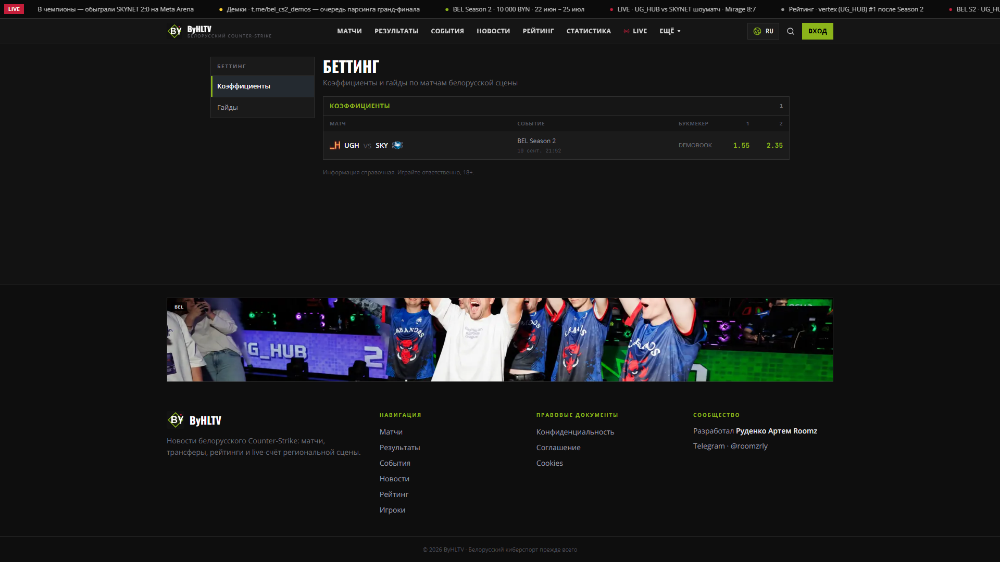 LIVE
В чемпионы — обыграли SKYNET 2:0 на Meta Arena
Демки · t.me/bel_cs2_demos — очередь парсинга гранд-финала
BEL Season 2 · 10 000 BYN · 22 июн – 25 июл
LIVE · UG_HUB vs SKYNET шоуматч · Mirage 8:7
Рейтинг · vertex (UG_HUB) #1 после Season 2
BEL S2 · UG_HU
BY
ByHLTV
БЕЛОРУССКИЙ COUNTER-STRIKE
МАТЧИ
РЕЗУЛЬТАТЫ
СОБЫТИЯ
НОВОСТИ
РЕЙТИНГ
СТАТИСТИКА
LIVE
ЕЩЁ
RU
ВХОД
БЕТТИНГ
Коэффициенты
Гайды
БЕТТИНГ
Коэффициенты и гайды по матчам белорусской сцены
КОЭФФИЦИЕНТЫ 1
МАТЧ СОБЫТИЕ БУКМЕКЕР 1 2
UGH VS SKY
BEL Season 2
10 сент. 21:52
DEMOBOOK 1.55 2.35
Информация справочная. Играйте ответственно, 18+.
BEL
UG_HUB 2
BY ByHLTV
Новости белорусского Counter-Strike: матчи,
трансферы, рейтинги и live-счёт региональной сцены.
НАВИГАЦИЯ
Матчи
Результаты
События
Новости
Рейтинг
Игроки
ПРАВОВЫЕ ДОКУМЕНТЫ
Конфиденциальность
Соглашение
Cookies
СООБЩЕСТВО
Разработал Руденко Артем Roomz
Telegram · @roomzrly
© 2026 ByHLTV · Белорусский киберспорт прежде всего